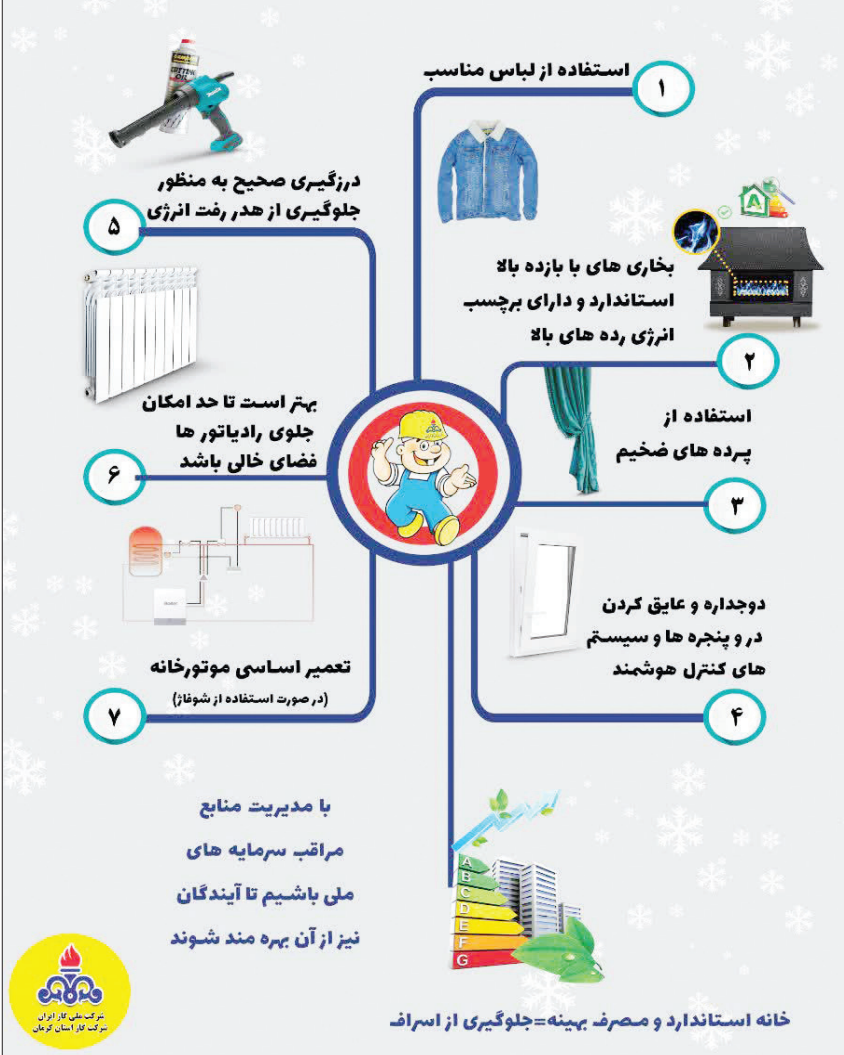 ۱
استفاده از لباس مناسب
۲
بخاری های با بازده بالا
استاندارد و دارای برچسب
انرژی رده های بالا
A
۳
استفاده از
پرده های ضخیم
۴
دوجداره و عایق کردن
در و پنجره ها و سیستم
های کنترل هوشمند
۵
درزگیری صحیح به منظور
جلوگیری از هدر رفت انرژی
۶
بهتر است تا حد امکان
جلوی رادیاتور ها
فضای خالی باشد
۷
تعمیر اساسی موتورخانه
(در صورت استفاده از شوفاژ)
با مدیریت منابع
مراقب سرمایه های
ملی باشیم تا آیندگان
نیز از آن بهره مند شوند
A
B
C
D
E
F
G
خانه استاندارد و مصرف بهینه=جلوگیری از اسراف
شرکت ملی گاز ایران
شرکت گاز استان کرمان